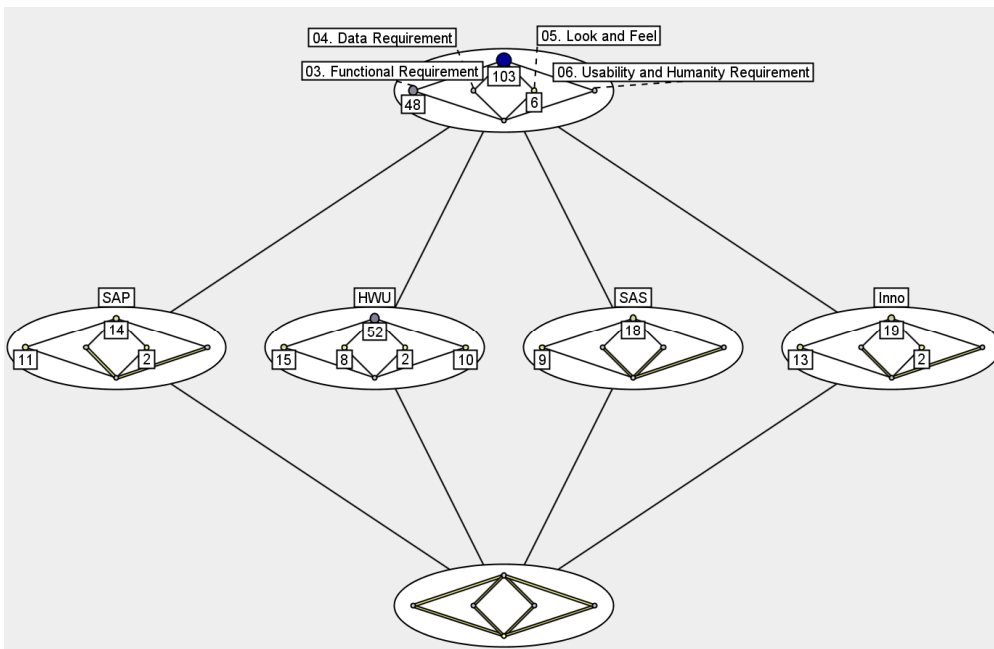 04. Data Requirement
05. Look and Feel
03. Functional Requirement
103
06. Usability and Humanity Requirement
48
6
SAP
HWU
SAS
Inno
14
52
18
19
11
2
15
8
2
10
9
13
2